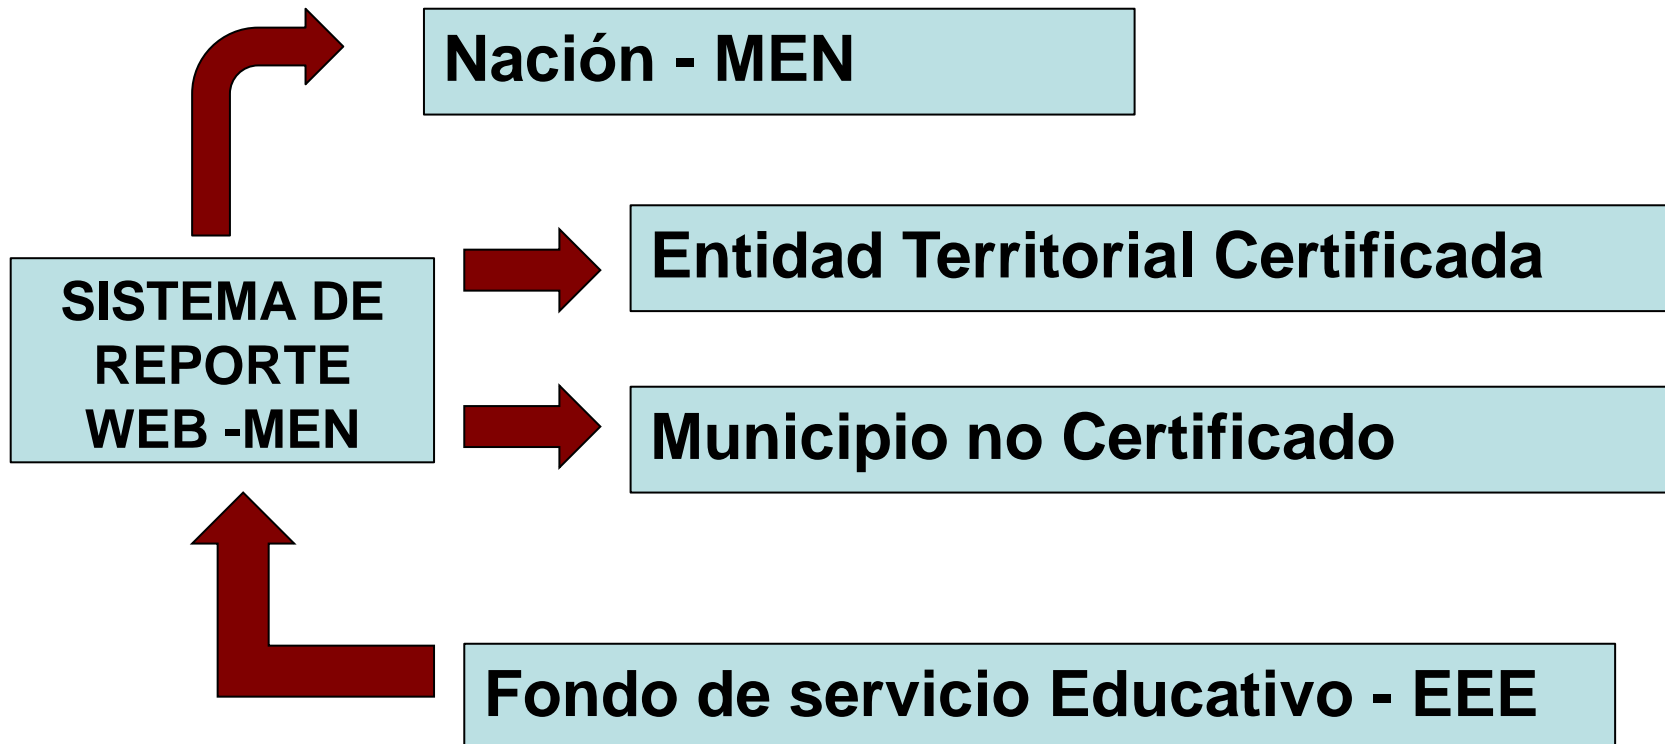 Nación - MEN
Entidad Territorial Certificada
SISTEMA DE
REPORTE
WEB -MEN
Municipio no Certificado
Fondo de servicio Educativo - EEE